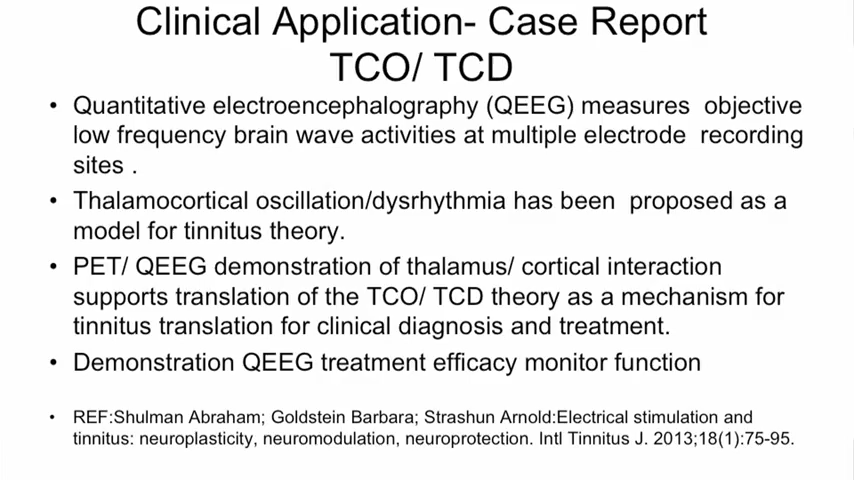 Clinical Application- Case Report
TCO/ TCD
• Quantitative electroencephalography (QEEG) measures objective
low frequency brain wave activities at multiple electrode recording
sites .
• Thalamocortical oscillation/dysrhythmia has been proposed as a
model for tinnitus theory.
• PET/ QEEG demonstration of thalamus/ cortical interaction
supports translation of the TCO/ TCD theory as a mechanism for
tinnitus translation for clinical diagnosis and treatment.
• Demonstration QEEG treatment efficacy monitor function
• REF:Shulman Abraham; Goldstein Barbara; Strashun Arnold:Electrical stimulation and
tinnitus: neuroplasticity, neuromodulation, neuroprotection. Intl Tinnitus J. 2013;18(1):75-95.